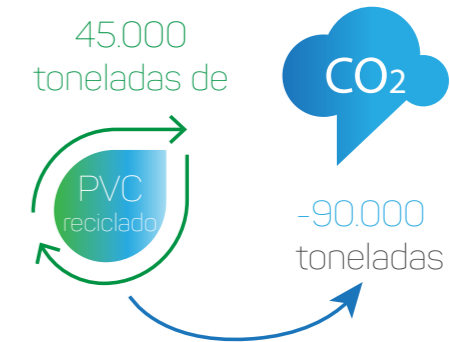 45.000
toneladas de
PVC
reciclado
CO2
-90.000
toneladas